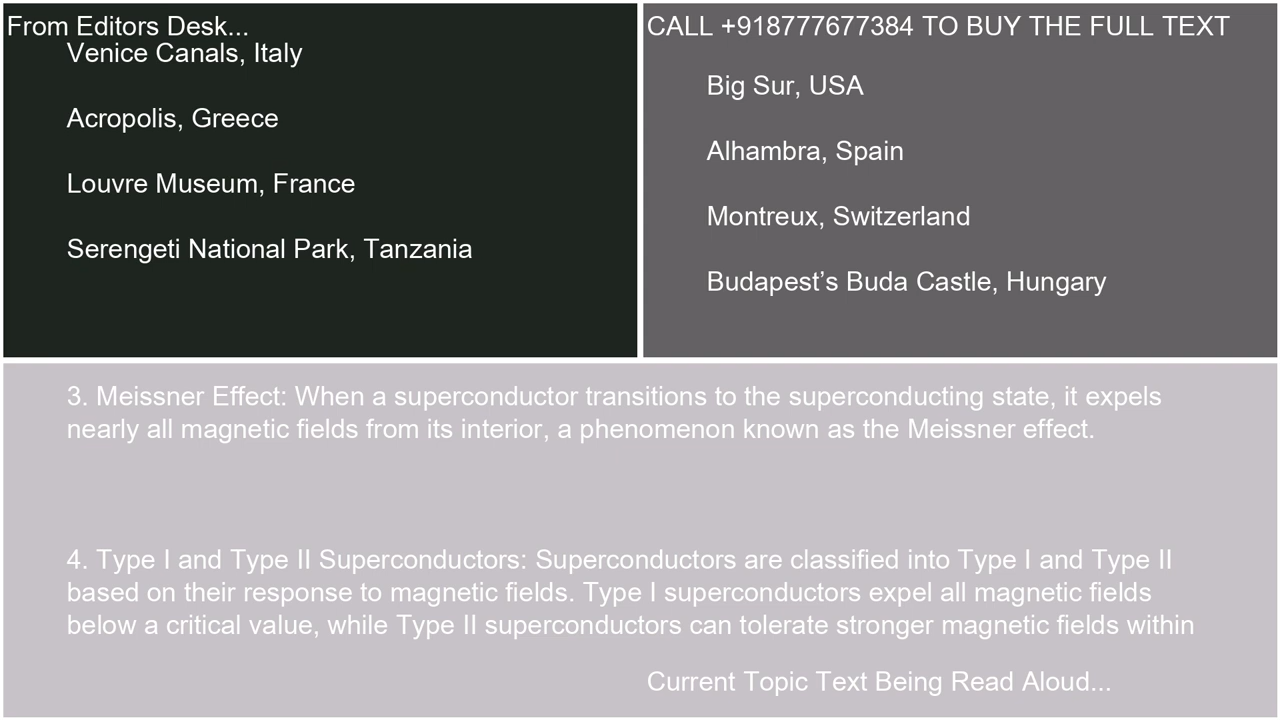 From Editors Desk...
Venice Canals, Italy
Acropolis, Greece
Louvre Museum, France
Serengeti National Park, Tanzania
CALL +918777677384 TO BUY THE FULL TEXT
Big Sur, USA
Alhambra, Spain
Montreux, Switzerland
Budapest’s Buda Castle, Hungary
3. Meissner Effect: When a superconductor transitions to the superconducting state, it expels
nearly all magnetic fields from its interior, a phenomenon known as the Meissner effect.
4. Type I and Type II Superconductors: Superconductors are classified into Type I and Type II
based on their response to magnetic fields. Type I superconductors expel all magnetic fields
below a critical value, while Type II superconductors can tolerate stronger magnetic fields within
Current Topic Text Being Read Aloud...